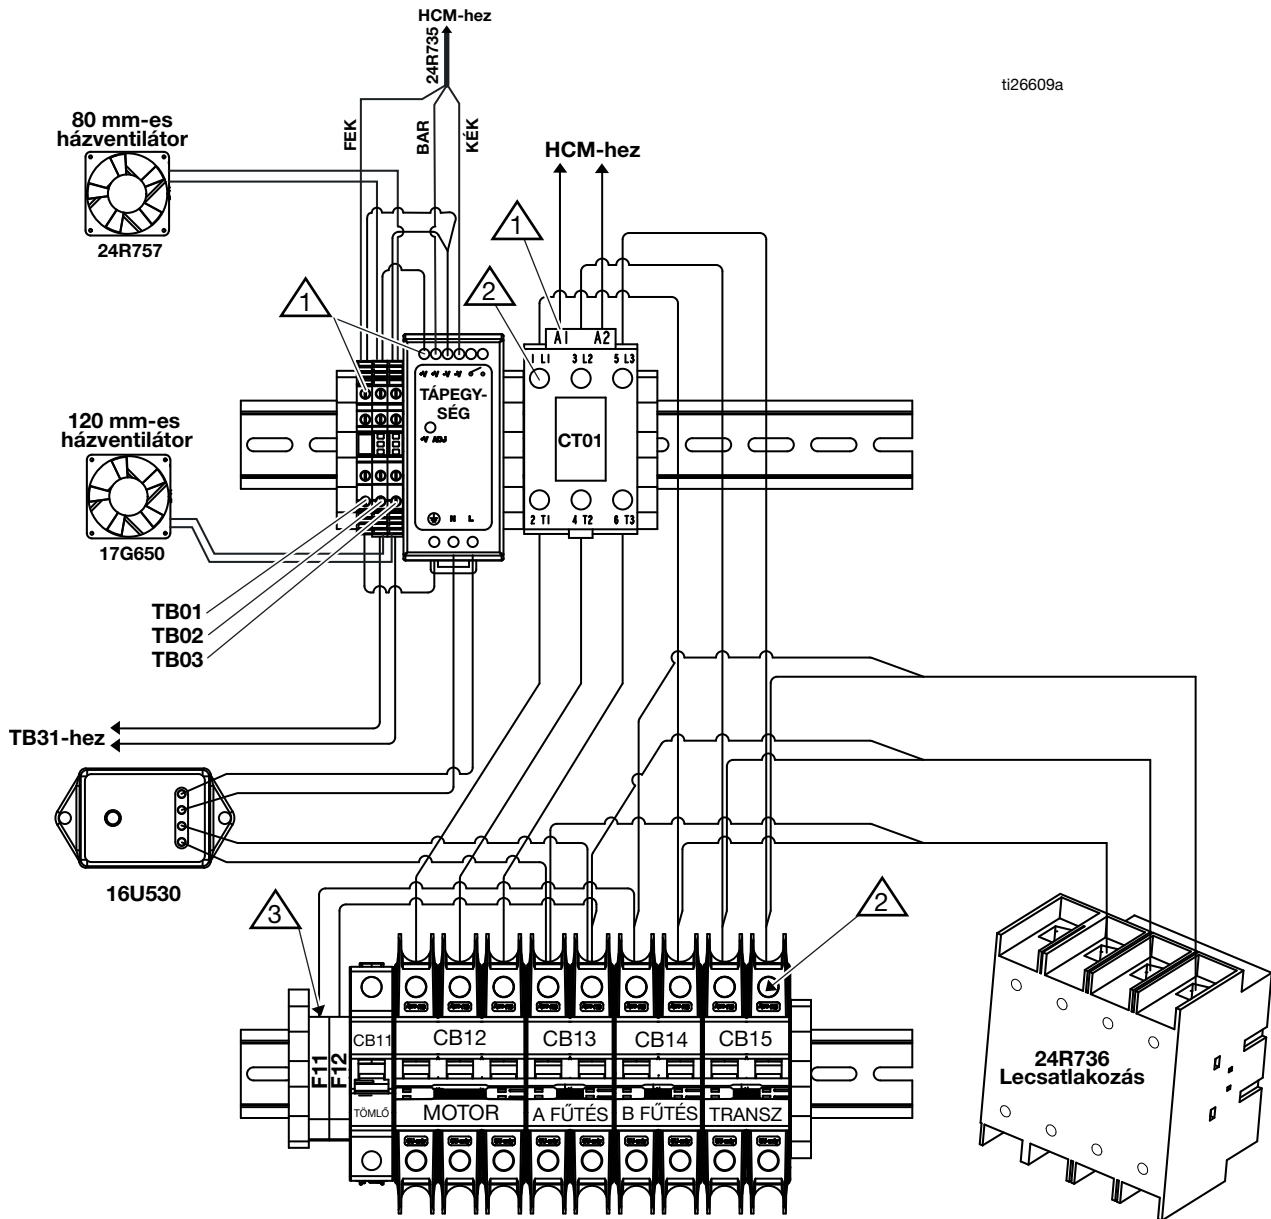 HCM-hez
24R735
ti26609a
80 mm-es
házventilátor
24R757
FEK
BAR
KÉK
HCM-hez
1
1
2
A1 A2
1 L1 3 L2 5 L3
+V +V -V -V
TÁPEGY-
SÉG
+V ADJ
CT01
120 mm-es
házventilátor
17G650
N L
2 T1 4 T2 6 T3
TB01
TB02
TB03
TB31-hez
16U530
3
2
F11
F12
CB11
CB12
CB13
CB14
CB15
TÖMLŐ
MOTOR
A FŰTÉS
B FŰTÉS
TRANSZ
24R736
Lecsatlakozás